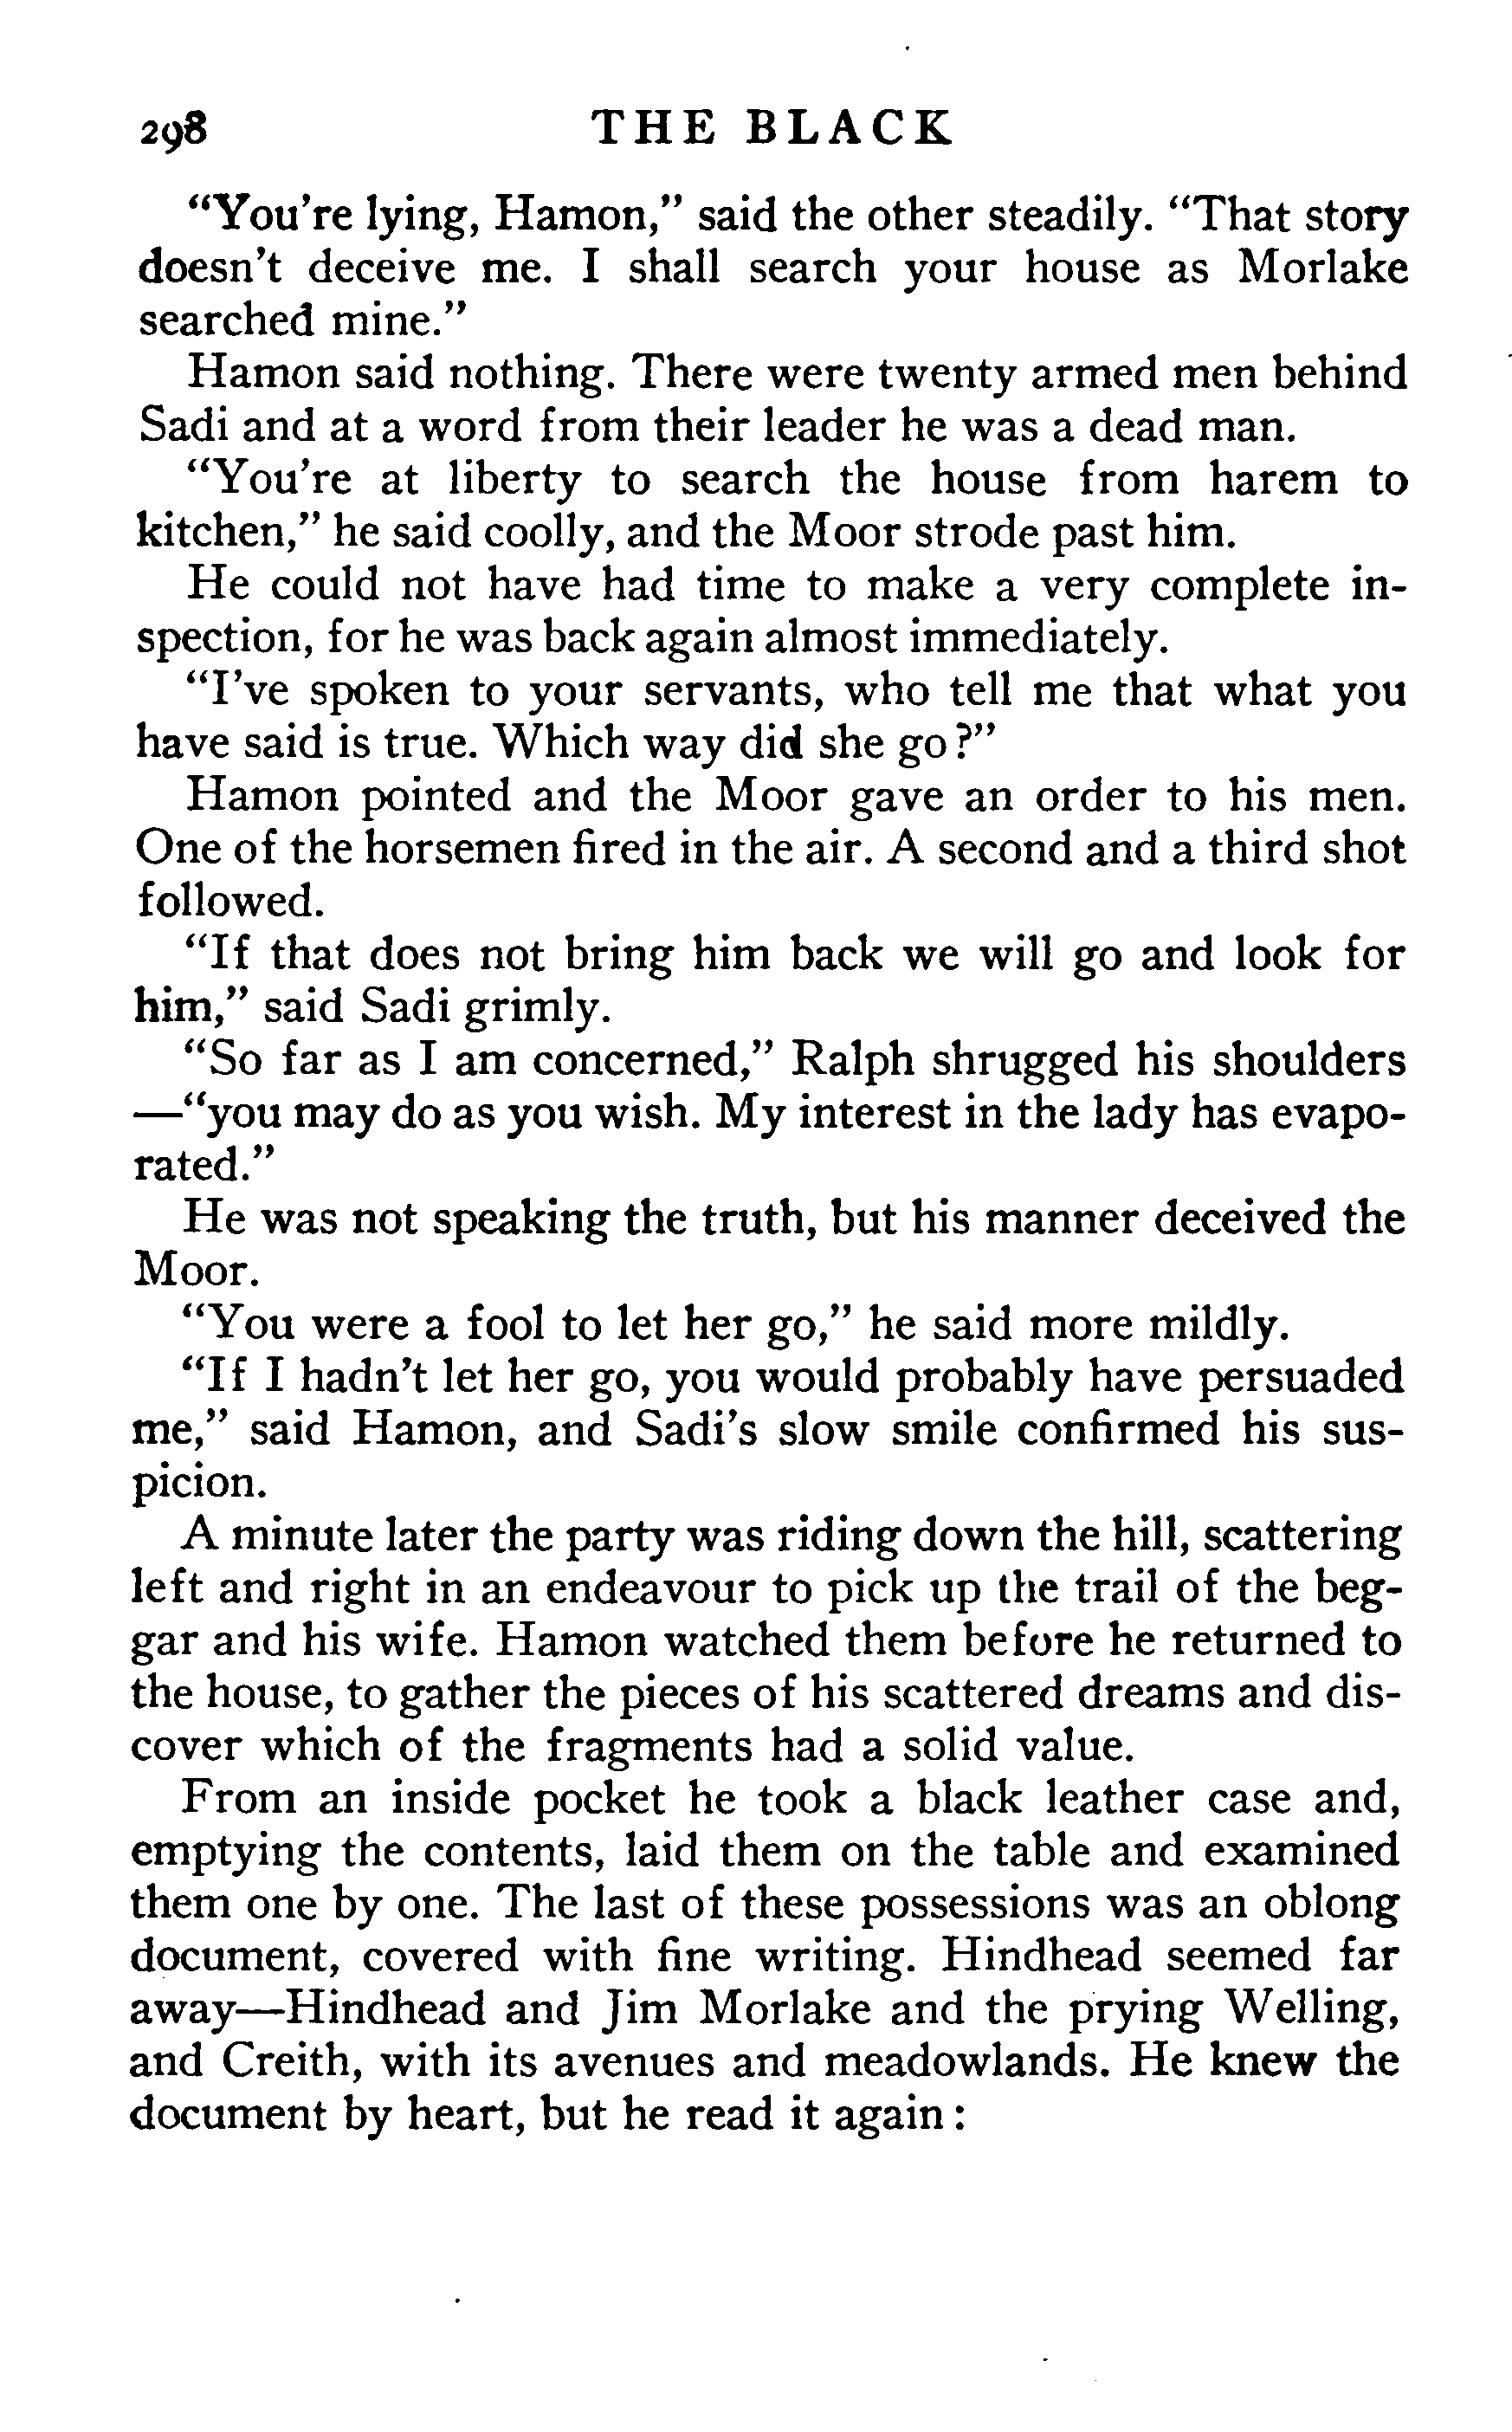 298 THE BLACK
“You're lying, Hamon,” said the other steadily. “That story
doesn't deceive me. I shall search your house as Morlake
searched mine.”
Hamon said nothing. There were twenty armed men behind
Sadi and at a word from their leader he was a dead man.
“You're at liberty to search the house from harem to
kitchen,” he said coolly, and the Moor strode past him.
He could not have had time to make a very complete in-
spection, for he was back again almost immediately.
“I've spoken to your servants, who tell me that what you
have said is true. Which way did she go?”
Hamon pointed and the Moor gave an order to his men.
One of the horsemen fired in the air. A second and a third shot
followed.
“If that does not bring him back we will go and look for
him,” said Sadi grimly.
“So far as I am concerned,” Ralph shrugged his shoulders
—“you may do as you wish. My interest in the lady has evapo-
rated.”
He was not speaking the truth, but his manner deceived the
Moor.
“You were a fool to let her go,” he said more mildly.
“If I hadn't let her go, you would probably have persuaded
me,” said Hamon, and Sadi's slow smile confirmed his sus-
picion.
A minute later the party was riding down the hill, scattering
left and right in an endeavour to pick up the trail of the beg-
gar and his wife. Hamon watched them before he returned to
the house, to gather the pieces of his scattered dreams and dis-
cover which of the fragments had a solid value.
From an inside pocket he took a black leather case and,
emptying the contents, laid them on the table and examined
them one by one. The last of these possessions was an oblong
document, covered with fine writing. Hindhead seemed far
away—Hindhead and Jim Morlake and the prying Welling,
and Creith, with its avenues and meadowlands. He knew the
document by heart, but he read it again: